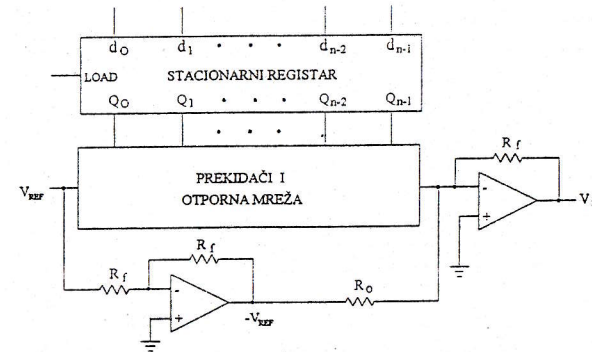 d0 d1 . . . dn-2 dn-1
LOAD STACIONARNI REGISTAR
Q0 Q1 . . . Qn-2 Qn-1
. . .
VREF
PREKIDAČI I
OTPORNA MREŽA
Rf
-
+
V
Rf
Rf
-
+
-VREF
R0